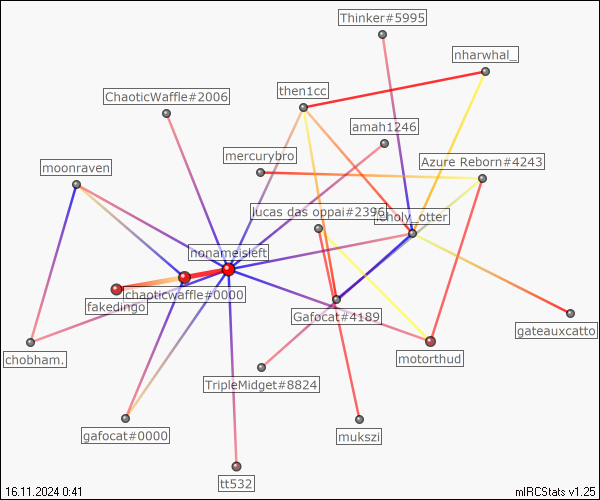 Thinker#5995
nharwhal_
ChaoticWaffle#2006
then1cc
amah1246
mercurybro
Azure Reborn#4243
moonraven
lucas das oppai#2396
choly_otter
nonameisleft
chaoticwaffle#0000
fakedingo
Gafocat#4189
gateauxcatto
chobham.
motorthud
TripleMidget#8824
gafocat#0000
mukszi
tt532
16.11.2024 0:41
mIRCStats v1.25